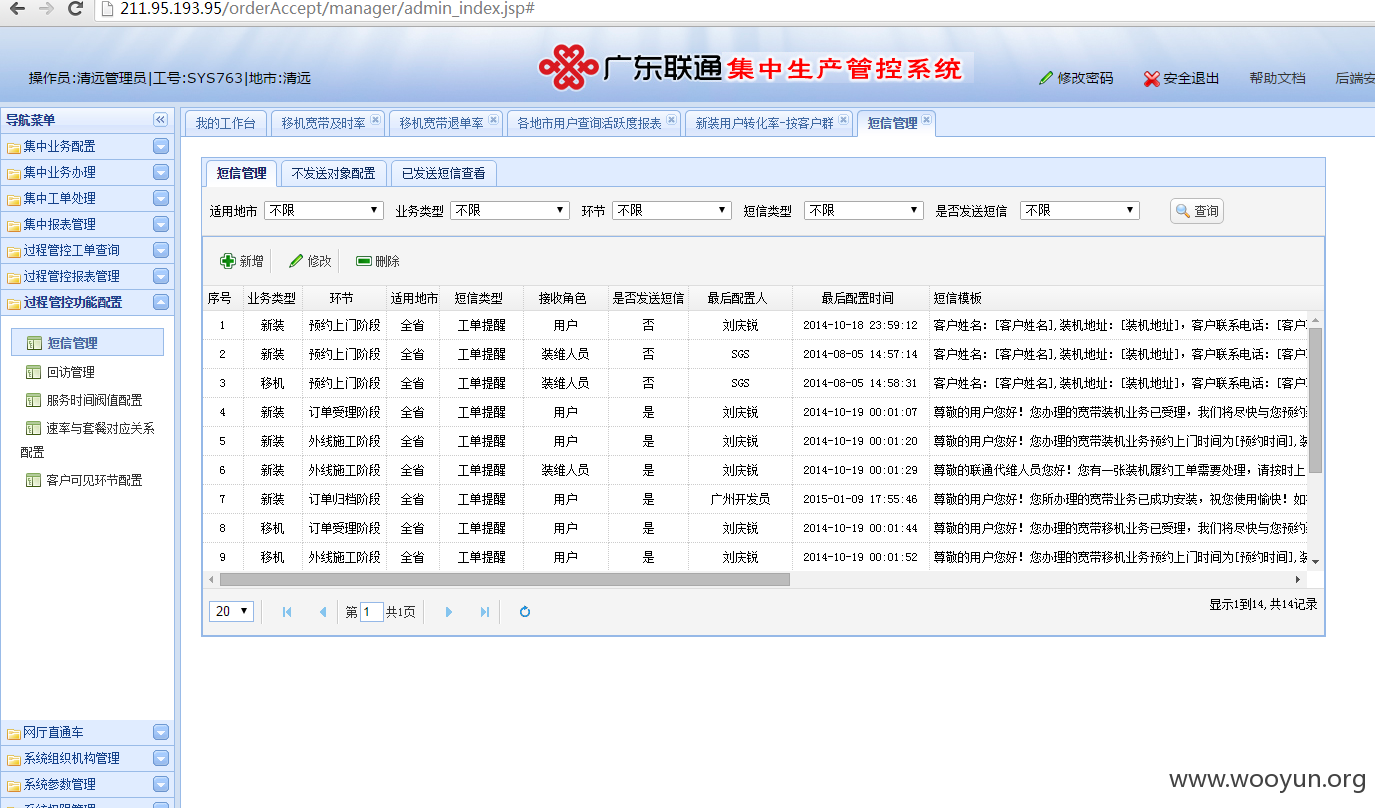 211.95.193.95/orderAccept/manager/admin_index.jsp#
操作员:清远管理员|工号:SYS763|地市:清远
广东联通集中生产管控系统
修改密码 安全退出 帮助文档 后端安
导航菜单
集中业务配置
集中业务办理
集中工单处理
集中报表管理
过程管控工单查询
过程管控报表管理
过程管控功能配置
短信管理
回访管理
服务时间阀值配置
速率与套餐对应关系
配置
客户可见环节配置
网厅直通车
系统组织机构管理
系统参数管理
系统权限管理
我的工作台 移机宽带及时率 移机宽带退单率 各地市用户查询活跃度报表 新装用户转化率-按客户群 短信管理
短信管理 不发送对象配置 已发送短信查看
适用地市 不限 业务类型 不限 环节 不限 短信类型 不限 是否发送短信 不限 查询
新增 修改 删除
序号 业务类型 环节 适用地市 短信类型 接收角色 是否发送短信 最后配置人 最后配置时间 短信模板
1 新装 预约上门阶段 全省 工单提醒 用户 否 刘庆锐 2014-10-18 23:59:12 客户姓名：[客户姓名],装机地址：[装机地址]，客户联系电话：[客户
2 新装 预约上门阶段 全省 工单提醒 装维人员 否 SGS 2014-08-05 14:57:14 客户姓名：[客户姓名],装机地址：[装机地址]，客户联系电话：[客户
3 移机 预约上门阶段 全省 工单提醒 装维人员 否 SGS 2014-08-05 14:58:31 客户姓名：[客户姓名],装机地址：[装机地址]，客户联系电话：[客户
4 新装 订单受理阶段 全省 工单提醒 用户 是 刘庆锐 2014-10-19 00:01:07 尊敬的用户您好！您办理的宽带装机业务已受理，我们将尽快与您预约
5 新装 外线施工阶段 全省 工单提醒 用户 是 刘庆锐 2014-10-19 00:01:20 尊敬的用户您好！您办理的宽带装机业务预约上门时间为[预约时间],装
6 新装 外线施工阶段 全省 工单提醒 装维人员 是 刘庆锐 2014-10-19 00:01:29 尊敬的联通代维人员您好！您有一张装机履约工单需要处理，请按时上
7 新装 订单归档阶段 全省 工单提醒 用户 是 广州开发员 2015-01-09 17:55:46 尊敬的用户您好！您所办理的宽带业务已成功安装，祝您使用愉快！如
8 移机 订单受理阶段 全省 工单提醒 用户 是 刘庆锐 2014-10-19 00:01:44 尊敬的用户您好！您办理的宽带移机业务已受理，我们将尽快与您预约
9 移机 外线施工阶段 全省 工单提醒 用户 是 刘庆锐 2014-10-19 00:01:52 尊敬的用户您好！您办理的宽带移机业务预约上门时间为[预约时间],装
20 第 1 共1页 显示1到14,共14记录
www.wooyun.org